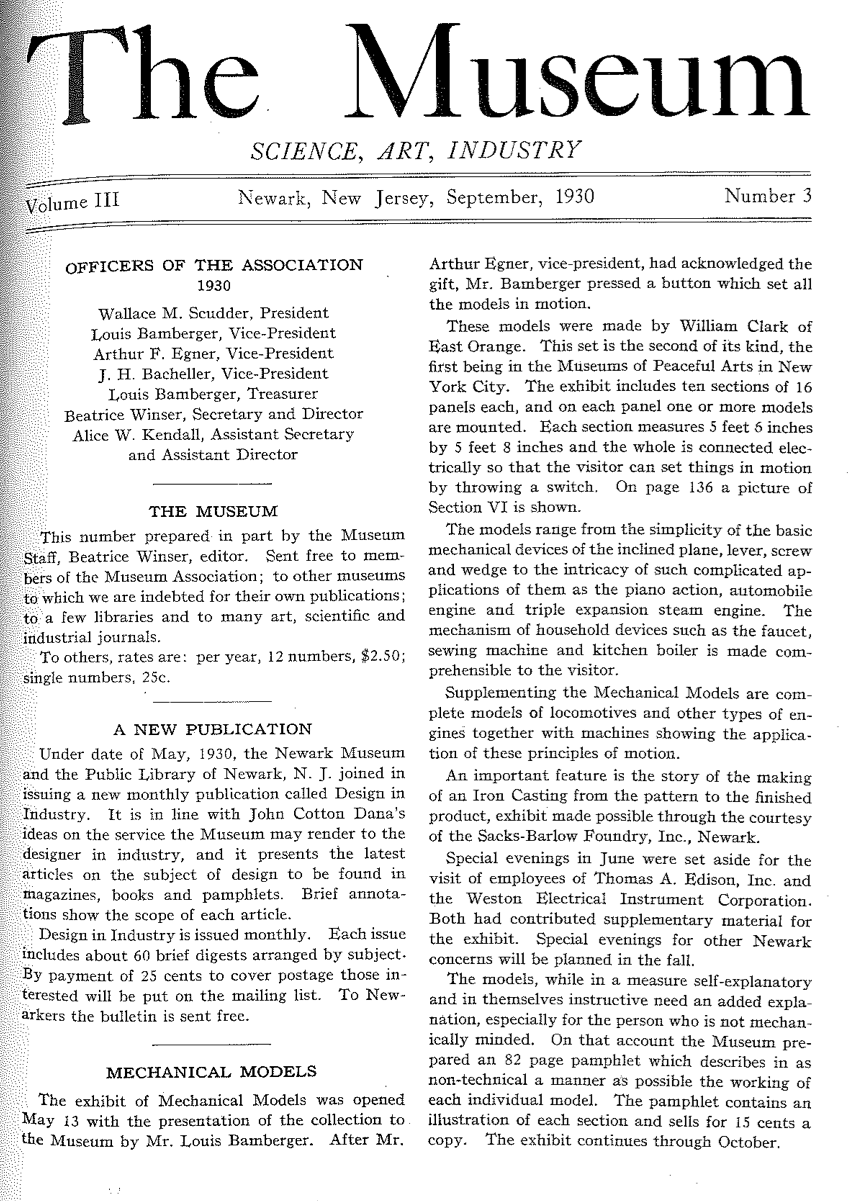 The Museum
SCIENCE, ART, INDUSTRY
Volume III Newark, New Jersey, September, 1930 Number 3
OFFICERS OF THE ASSOCIATION
1930
Wallace M. Scudder, President
Louis Bamberger, Vice-President
Arthur F. Egner, Vice-President
J. H. Bacheller, Vice-President
Louis Bamberger, Treasurer
Beatrice Winser, Secretary and Director
Alice W. Kendall, Assistant Secretary
and Assistant Director
THE MUSEUM
This number prepared in part by the Museum
Staff, Beatrice Winser, editor. Sent free to mem-
bers of the Museum Association; to other museums
to which we are indebted for their own publications;
to a few libraries and to many art, scientific and
industrial journals.
To others, rates are: per year, 12 numbers, $2.50;
single numbers, 25c.
A NEW PUBLICATION
Under date of May, 1930, the Newark Museum
and the Public Library of Newark, N. J. joined in
issuing a new monthly publication called Design in
Industry. It is in line with John Cotton Dana's
ideas on the service the Museum may render to the
designer in industry, and it presents the latest
articles on the subject of design to be found in
magazines, books and pamphlets. Brief annota-
tions show the scope of each article.
Design in Industry is issued monthly. Each issue
includes about 60 brief digests arranged by subject.
By payment of 25 cents to cover postage those in-
terested will be put on the mailing list. To New-
arkers the bulletin is sent free.
MECHANICAL MODELS
The exhibit of Mechanical Models was opened
May 13 with the presentation of the collection to
the Museum by Mr. Louis Bamberger. After Mr.
Arthur Egner, vice-president, had acknowledged the
gift, Mr. Bamberger pressed a button which set all
the models in motion.
These models were made by William Clark of
East Orange. This set is the second of its kind, the
first being in the Museums of Peaceful Arts in New
York City. The exhibit includes ten sections of 16
panels each, and on each panel one or more models
are mounted. Each section measures 5 feet 6 inches
by 5 feet 8 inches and the whole is connected elec-
trically so that the visitor can set things in motion
by throwing a switch. On page 136 a picture of
Section VI is shown.
The models range from the simplicity of the basic
mechanical devices of the inclined plane, lever, screw
and wedge to the intricacy of such complicated ap-
plications of them as the piano action, automobile
engine and triple expansion steam engine. The
mechanism of household devices such as the faucet,
sewing machine and kitchen boiler is made com-
prehensible to the visitor.
Supplementing the Mechanical Models are com-
plete models of locomotives and other types of en-
gines together with machines showing the applica-
tion of these principles of motion.
An important feature is the story of the making
of an Iron Casting from the pattern to the finished
product, exhibit made possible through the courtesy
of the Sacks-Barlow Foundry, Inc., Newark.
Special evenings in June were set aside for the
visit of employees of Thomas A. Edison, Inc. and
the Weston Electrical Instrument Corporation.
Both had contributed supplementary material for
the exhibit. Special evenings for other Newark
concerns will be planned in the fall.
The models, while in a measure self-explanatory
and in themselves instructive need an added expla-
nation, especially for the person who is not mechan-
ically minded. On that account the Museum pre-
pared an 82 page pamphlet which describes in as
non-technical a manner as possible the working of
each individual model. The pamphlet contains an
illustration of each section and sells for 15 cents a
copy. The exhibit continues through October.